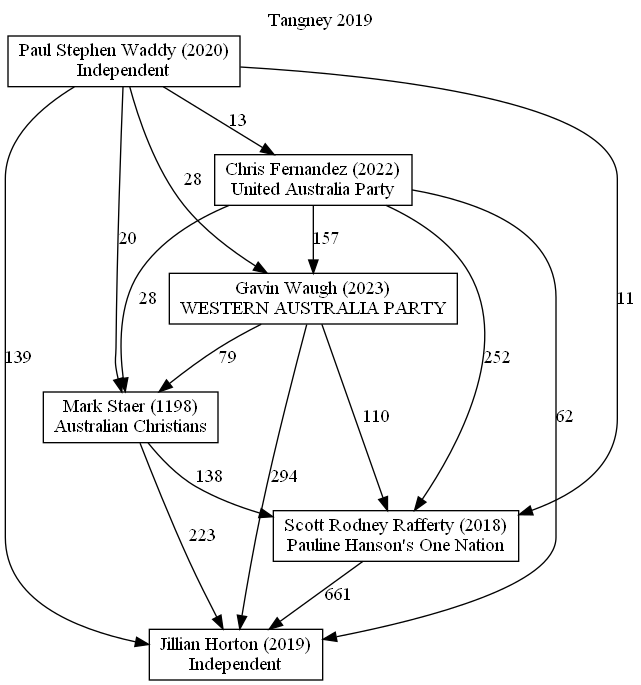 Tangney 2019
Paul Stephen Waddy (2020)
Independent
13
Chris Fernandez (2022)
United Australia Party
28
20
157
Gavin Waugh (2023)
WESTERN AUSTRALIA PARTY
28
11
139
79
252
Mark Staer (1198)
Australian Christians
110
62
138
294
Scott Rodney Rafferty (2018)
Pauline Hanson's One Nation
223
661
Jillian Horton (2019)
Independent